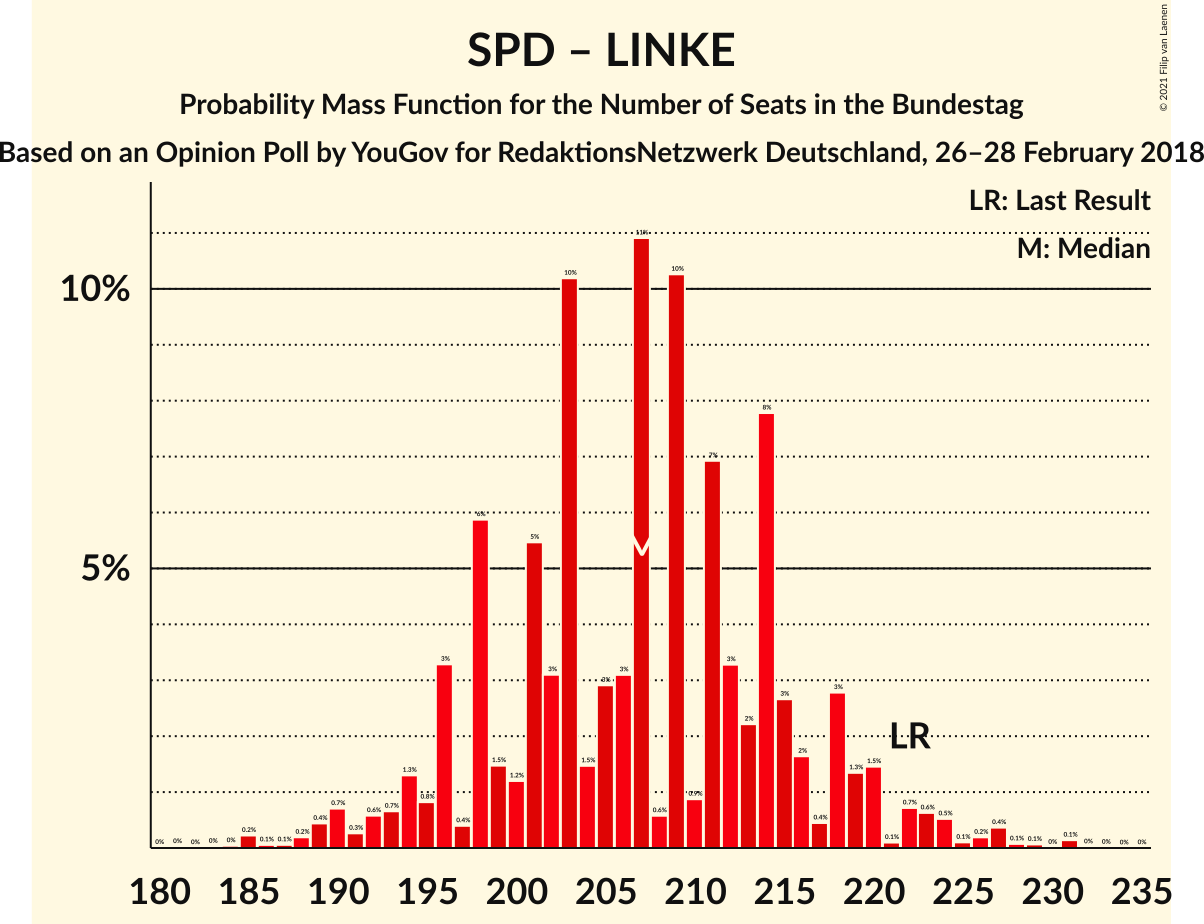 SPD – LINKE
Probability Mass Function for the Number of Seats in the Bundestag
Based on an Opinion Poll by YouGov for RedaktionsNetzwerk Deutschland, 26–28 February 2018
© 2021 Filip van Laenen
LR: Last Result
M: Median
10%
5%
0% 0% 0% 0% 0% 0.2% 0.1% 0.1% 0.2% 0.4% 0.7% 0.3% 0.6% 0.7% 1.3% 0.8% 3% 0.4% 6% 1.5% 1.2% 5% 3% 10% 1.5% 3% 3% 11% 0.6% 10% 0.9% 7% 3% 2% 8% 3% 2% 0.4% 3% 1.3% 1.5% 0.1% 0.7% 0.6% 0.5% 0.1% 0.2% 0.4% 0.1% 0.1% 0% 0.1% 0% 0% 0% 0%
M
LR
180 185 190 195 200 205 210 215 220 225 230 235